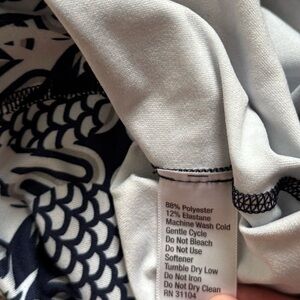 88% Polyester
12% Elastane
Machine Wash Cold
Gentle Cycle
Do Not Bleach
Do Not Use
Softener
Tumble Dry Low
Do Not Iron
Do Not Dry Clean
RN 31104